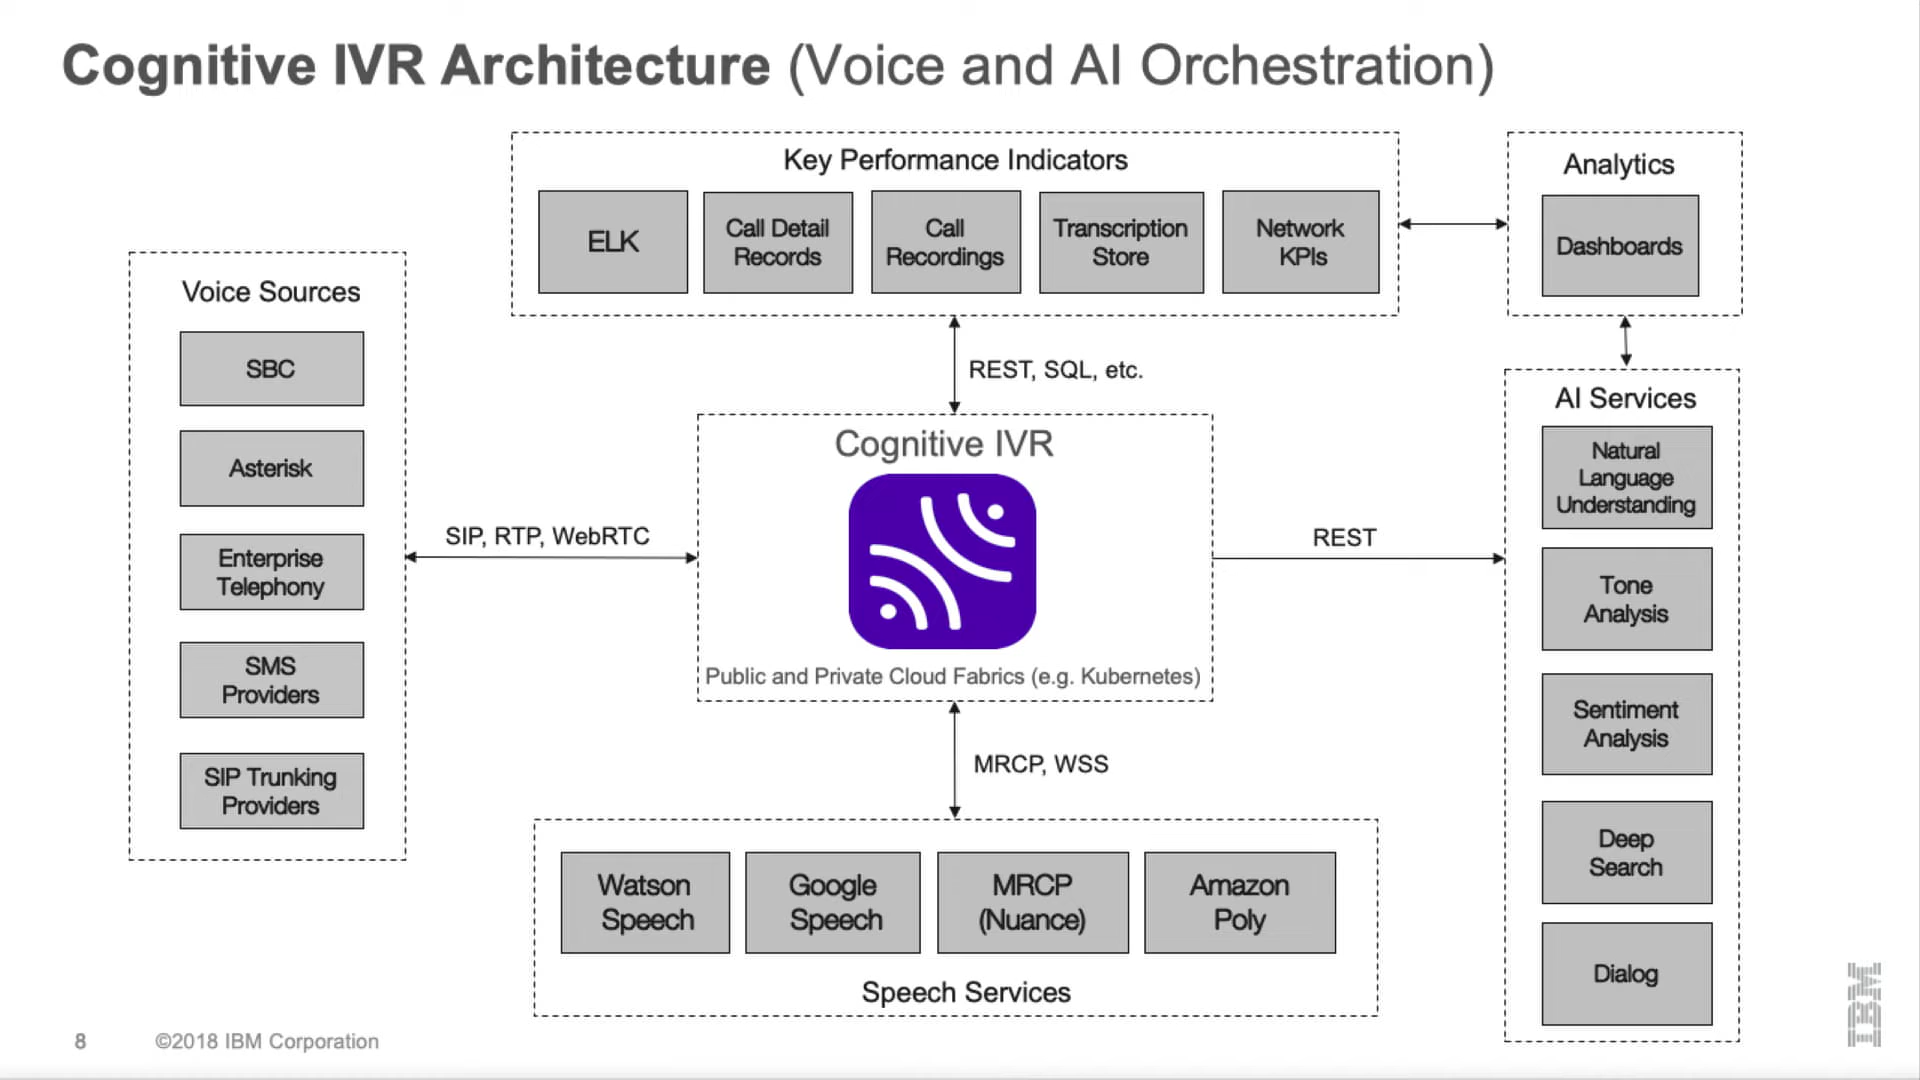 Cognitive IVR Architecture (Voice and AI Orchestration)
Key Performance Indicators
ELK
Call Detail
Records
Call
Recordings
Transcription
Store
Network
KPIs
Analytics
Dashboards
Voice Sources
SBC
Asterisk
Enterprise
Telephony
SMS
Providers
SIP Trunking
Providers
REST, SQL, etc.
SIP, RTP, WebRTC
Cognitive IVR
Public and Private Cloud Fabrics (e.g. Kubernetes)
REST
MRCP, WSS
AI Services
Natural
Language
Understanding
Tone
Analysis
Sentiment
Analysis
Deep
Search
Dialog
Watson
Speech
Google
Speech
MRCP
(Nuance)
Amazon
Poly
Speech Services
8 ©2018 IBM Corporation
IBM